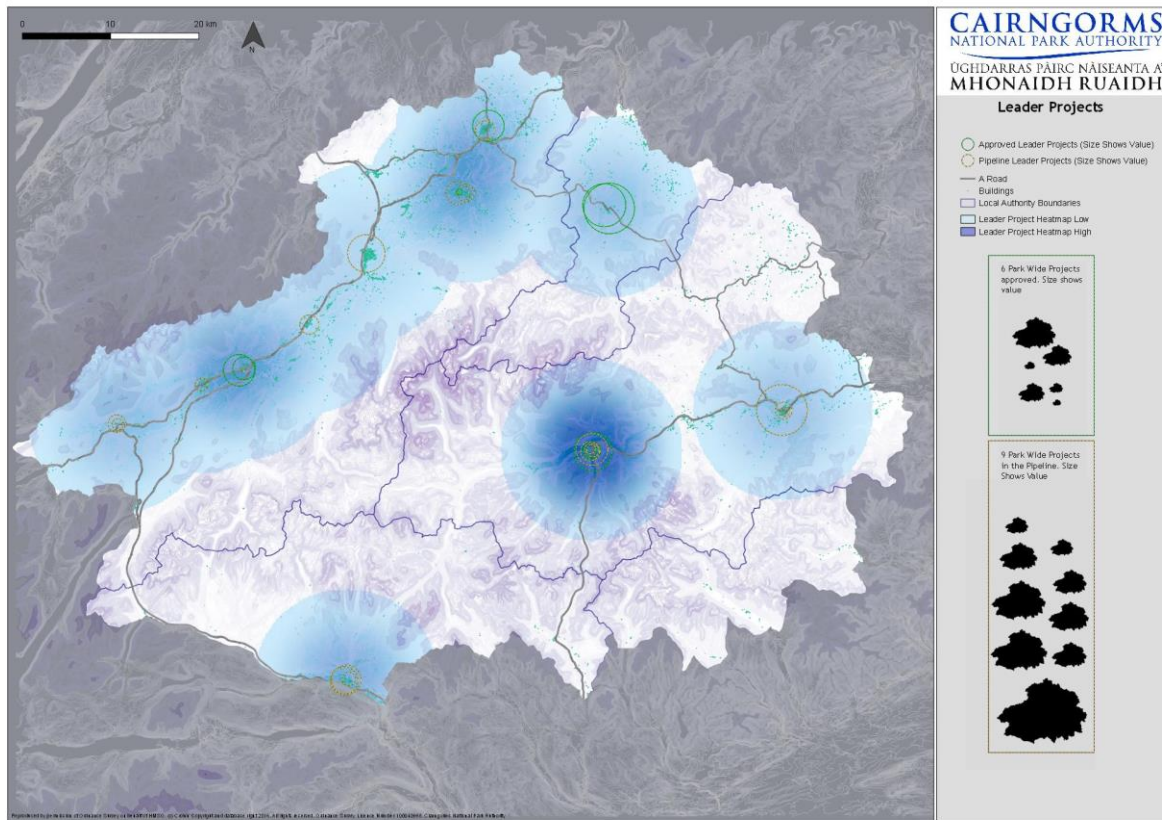 0 10 20 km
N
CAIRNGORMS
NATIONAL PARK AUTHORITY
ÙGHDARRAS PÀIRC NÀISEANTA A'
MHONAIDH RUAIDH
Leader Projects
Approved Leader Projects (Size Shows Value)
Pipeline Leader Projects (Size Shows Value)
A Road
Buildings
Local Authority Boundaries
Leader Project Heatmap Low
Leader Project Heatmap High
6 Park Wide Projects
approved. Size shows
value
9 Park Wide Projects
in the Pipeline. Size
Shows Value